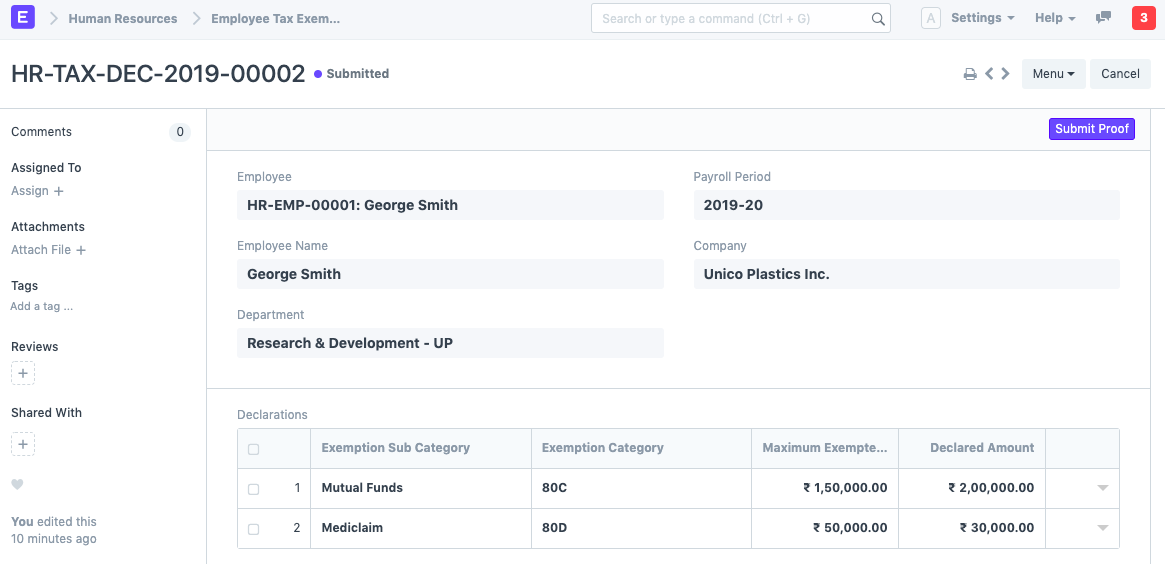 E Human Resources Employee Tax Exem... Search or type a command (Ctrl + G) A Settings Help 3
HR-TAX-DEC-2019-00002 Submitted Menu Cancel
Comments 0
Submit Proof
Assigned To
Assign +
Attachments
Attach File +
Tags
Add a tag ...
Reviews
+
Shared With
+
You edited this
10 minutes ago
Employee
HR-EMP-00001: George Smith
Payroll Period
2019-20
Employee Name
George Smith
Company
Unico Plastics Inc.
Department
Research & Development - UP
Declarations
Exemption Sub Category Exemption Category Maximum Exempte... Declared Amount
1 Mutual Funds 80C ₹ 1,50,000.00 ₹ 2,00,000.00
2 Mediclaim 80D ₹ 50,000.00 ₹ 30,000.00